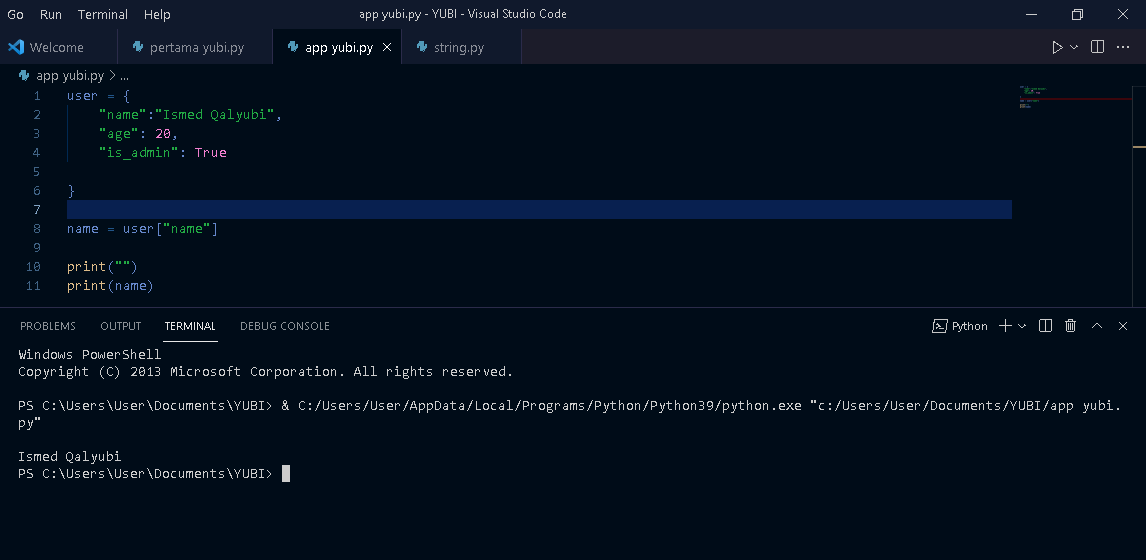 Go Run Terminal Help app yubi.py - YUBI - Visual Studio Code
Welcome pertama yubi.py app yubi.py string.py
app yubi.py > ...
1 user = {
2 "name":"Ismed Qalyubi",
3 "age": 20,
4 "is_admin": True
5
6 }
7
8 name = user["name"]
9
10 print("")
11 print(name)
PROBLEMS OUTPUT TERMINAL DEBUG CONSOLE Python
Windows PowerShell
Copyright (C) 2013 Microsoft Corporation. All rights reserved.
PS C:\Users\User\Documents\YUBI> & C:/Users/User/AppData/Local/Programs/Python/Python39/python.exe "c:/Users/User/Documents/YUBI/app yubi.
py"
Ismed Qalyubi
PS C:\Users\User\Documents\YUBI>